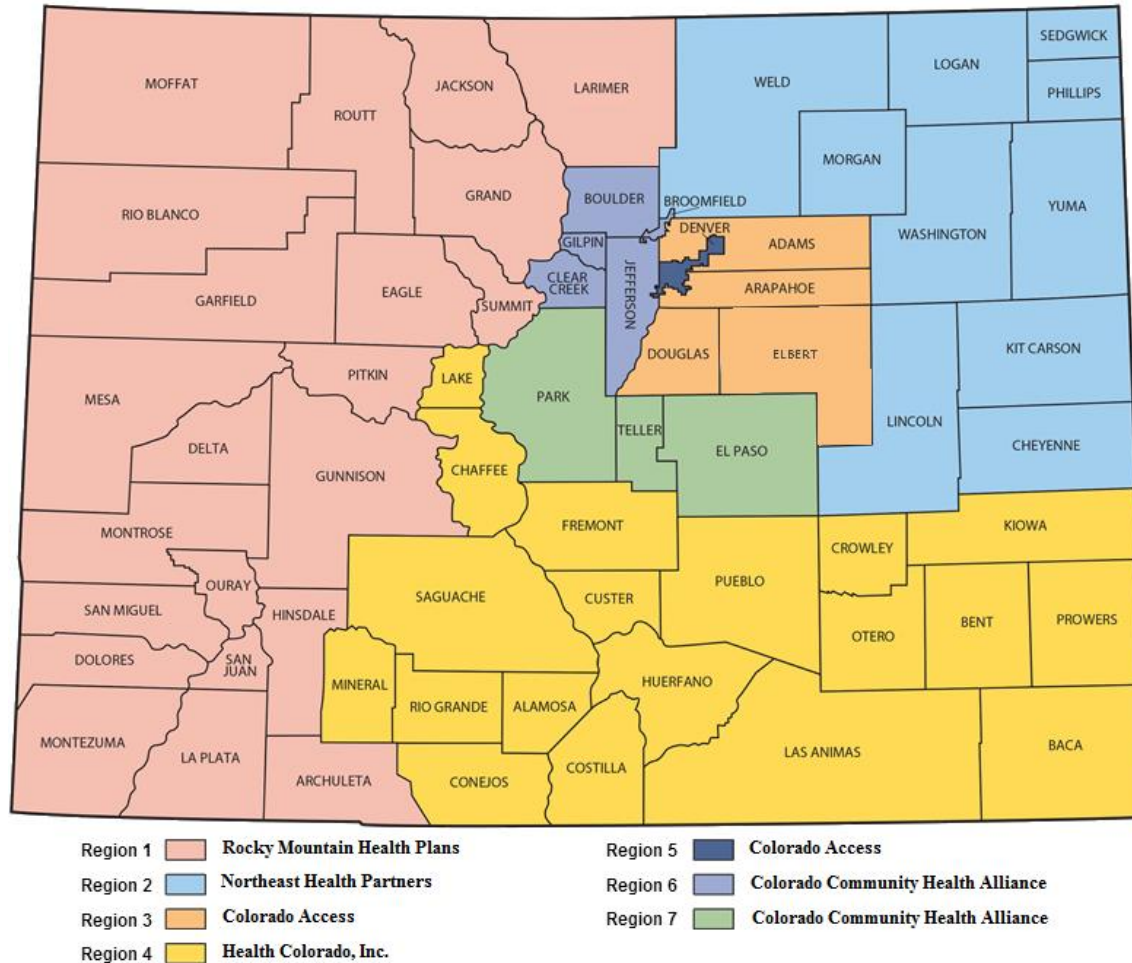 SEDGWICK
LOGAN
MOFFAT
JACKSON
LARIMER
WELD
PHILLIPS
ROUTT
MORGAN
GRAND
BOULDER
BROOMFIELD
RIO BLANCO
YUMA
DENVER
WASHINGTON
GILPIN
ADAMS
CLEAR
CREEK
JEFFERSON
EAGLE
GARFIELD
SUMMIT
ARAPAHOE
KIT CARSON
DOUGLAS
ELBERT
PITKIN
LAKE
MESA
PARK
LINCOLN
TELLER
CHEYENNE
DELTA
EL PASO
CHAFFEE
GUNNISON
FREMONT
KIOWA
MONTROSE
CROWLEY
OURAY
PUEBLO
SAGUACHE
CUSTER
SAN MIGUEL
HINSDALE
PROWERS
BENT
OTERO
DOLORES
SAN
JUAN
MINERAL
HUERFANO
RIO GRANDE
ALAMOSA
MONTEZUMA
LA PLATA
LAS ANIMAS
BACA
COSTILLA
ARCHULETA
CONEJOS
Region 1 Rocky Mountain Health Plans
Region 2 Northeast Health Partners
Region 3 Colorado Access
Region 4 Health Colorado, Inc.
Region 5 Colorado Access
Region 6 Colorado Community Health Alliance
Region 7 Colorado Community Health Alliance